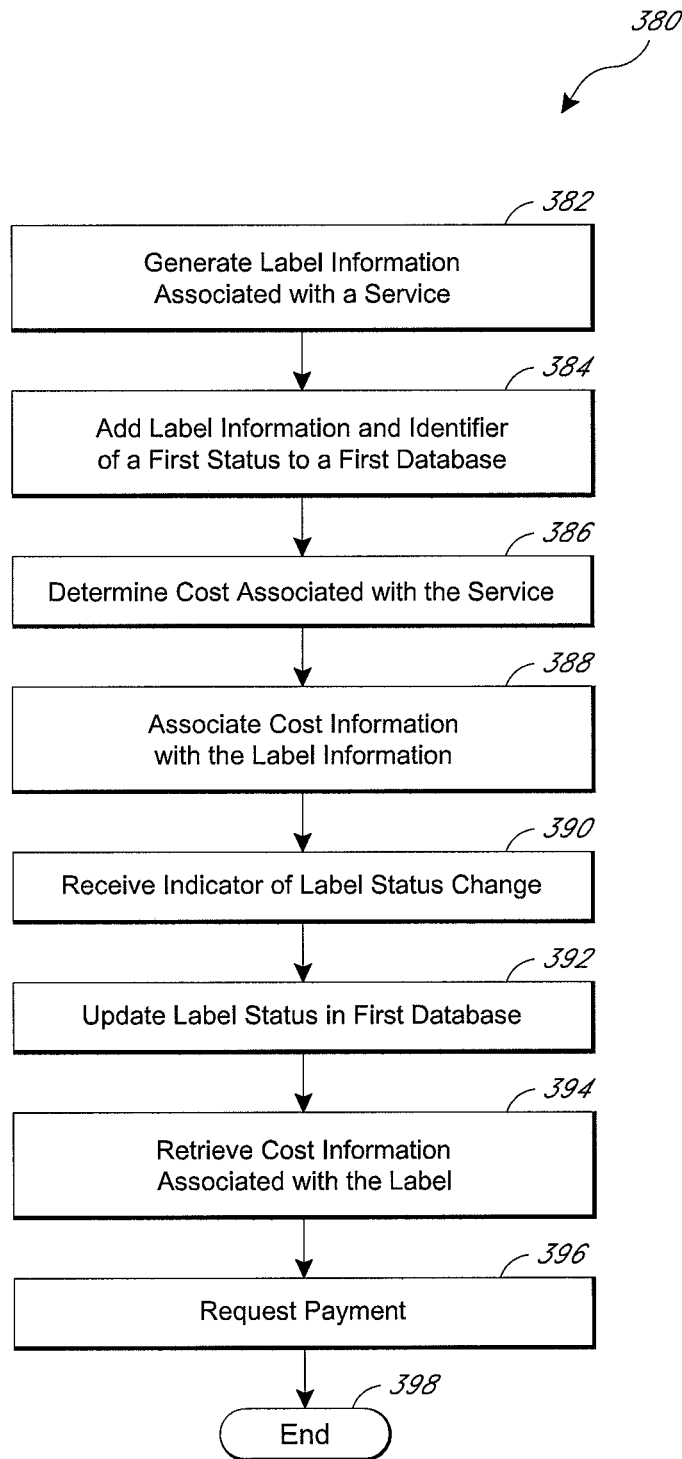 380
382
Generate Label Information
Associated with a Service
384
Add Label Information and Identifier
of a First Status to a First Database
386
Determine Cost Associated with the Service
388
Associate Cost Information
with the Label Information
390
Receive Indicator of Label Status Change
392
Update Label Status in First Database
394
Retrieve Cost Information
Associated with the Label
396
Request Payment
398
End